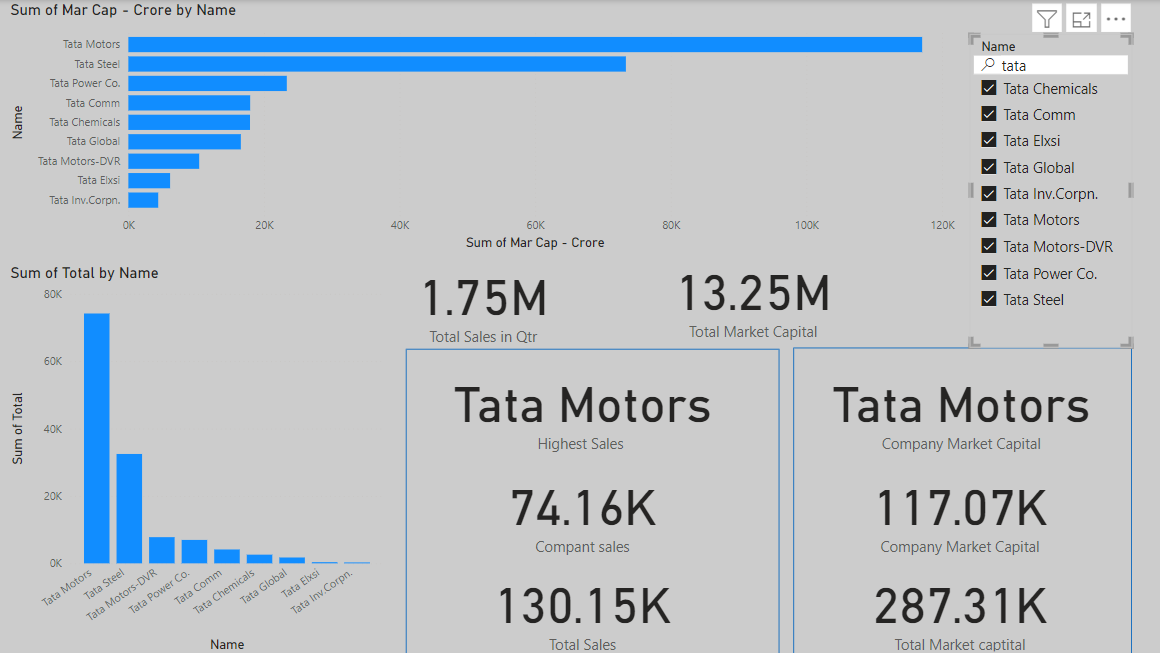 Sum of Mar Cap - Crore by Name
Name
Tata Motors
Tata Steel
Tata Power Co.
Tata Comm
Tata Chemicals
Tata Global
Tata Motors-DVR
Tata Elxsi
Tata Inv.Corpn.
0K 20K 40K 60K 80K 100K 120K
Sum of Mar Cap - Crore
Name
tata
Tata Chemicals
Tata Comm
Tata Elxsi
Tata Global
Tata Inv.Corpn.
Tata Motors
Tata Motors-DVR
Tata Power Co.
Tata Steel
Sum of Total by Name
Sum of Total
80K
60K
40K
20K
0K
Tata Motors
Tata Steel
Tata Motors-DVR
Tata Power Co.
Tata Comm
Tata Chemicals
Tata Global
Tata Elxsi
Tata Inv.Corpn.
Name
1.75M
Total Sales in Qtr
13.25M
Total Market Capital
Tata Motors
Highest Sales
74.16K
Compant sales
130.15K
Total Sales
Tata Motors
Company Market Capital
117.07K
Company Market Capital
287.31K
Total Market captital